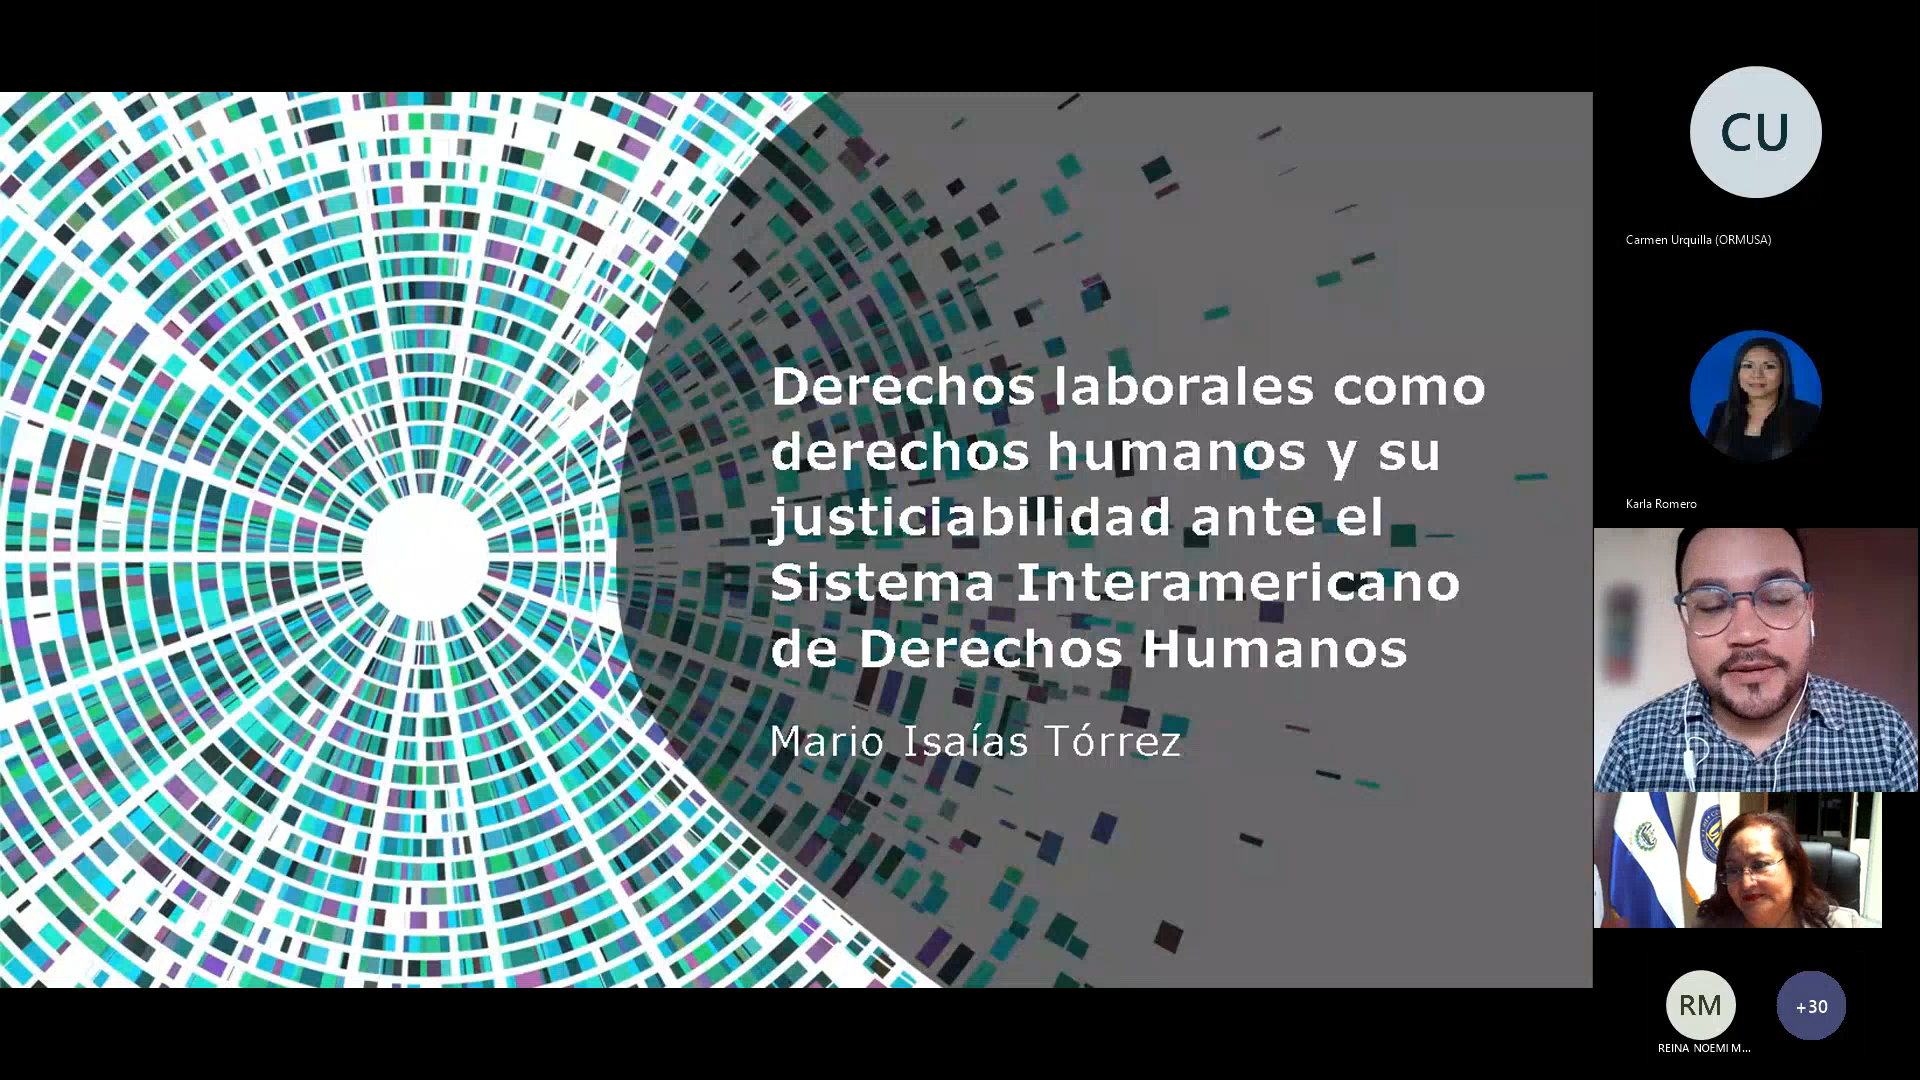 Derechos laborales como
derechos humanos y su
justiciabilidad ante el
Sistema Interamericano
de Derechos Humanos
Mario Isaías Tórrez
CU
Carmen Urquilla (ORMUSA)
Karla Romero
RM
+30
REINA NOEMI M...